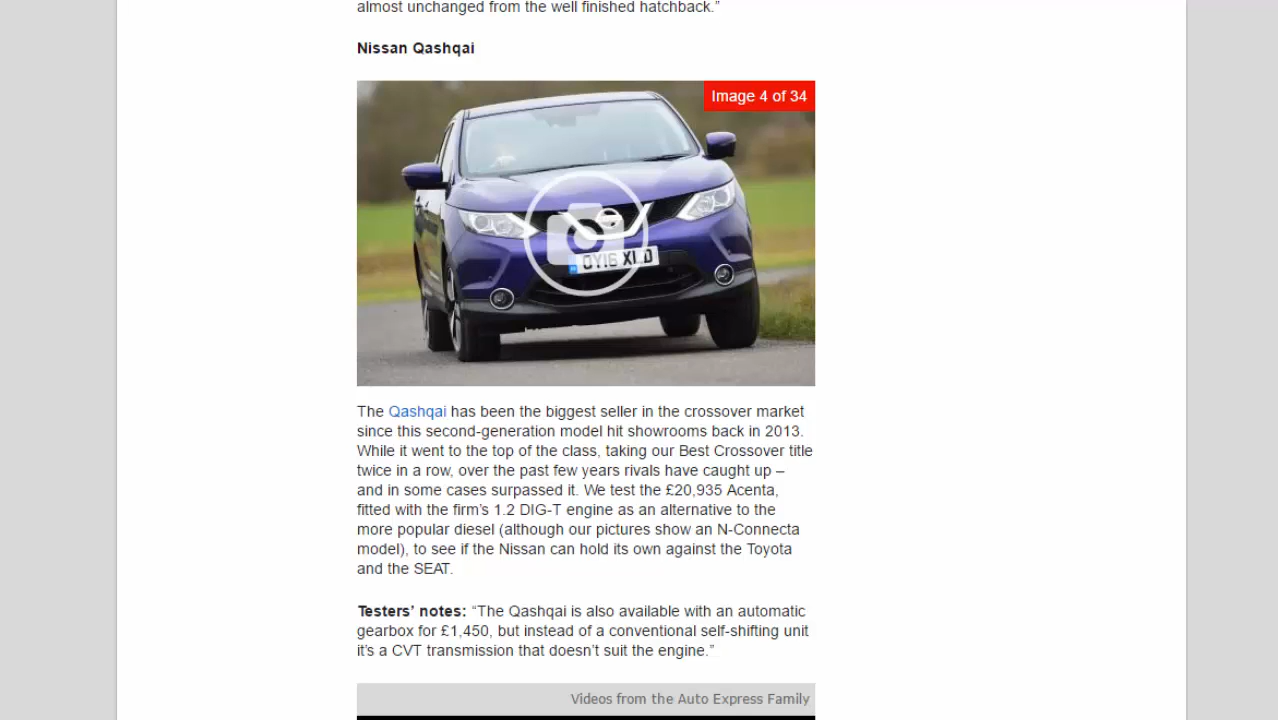 almost unchanged from the well finished hatchback.”
Nissan Qashqai
Image 4 of 34
OY16 XLD
The Qashqai has been the biggest seller in the crossover market
since this second-generation model hit showrooms back in 2013.
While it went to the top of the class, taking our Best Crossover title
twice in a row, over the past few years rivals have caught up –
and in some cases surpassed it. We test the £20,935 Acenta,
fitted with the firm’s 1.2 DIG-T engine as an alternative to the
more popular diesel (although our pictures show an N-Connecta
model), to see if the Nissan can hold its own against the Toyota
and the SEAT.
Testers’ notes: “The Qashqai is also available with an automatic
gearbox for £1,450, but instead of a conventional self-shifting unit
it’s a CVT transmission that doesn’t suit the engine.”
Videos from the Auto Express Family